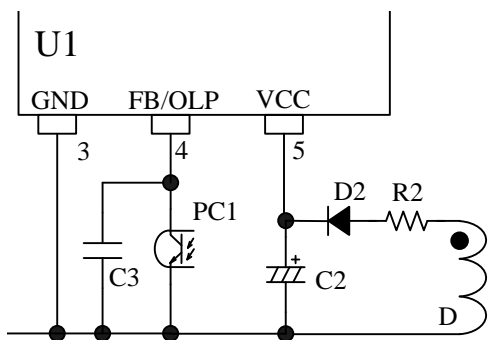 U1
GND FB/OLP VCC
3 4 5
D2 R2
PC1
+
C3 C2
D